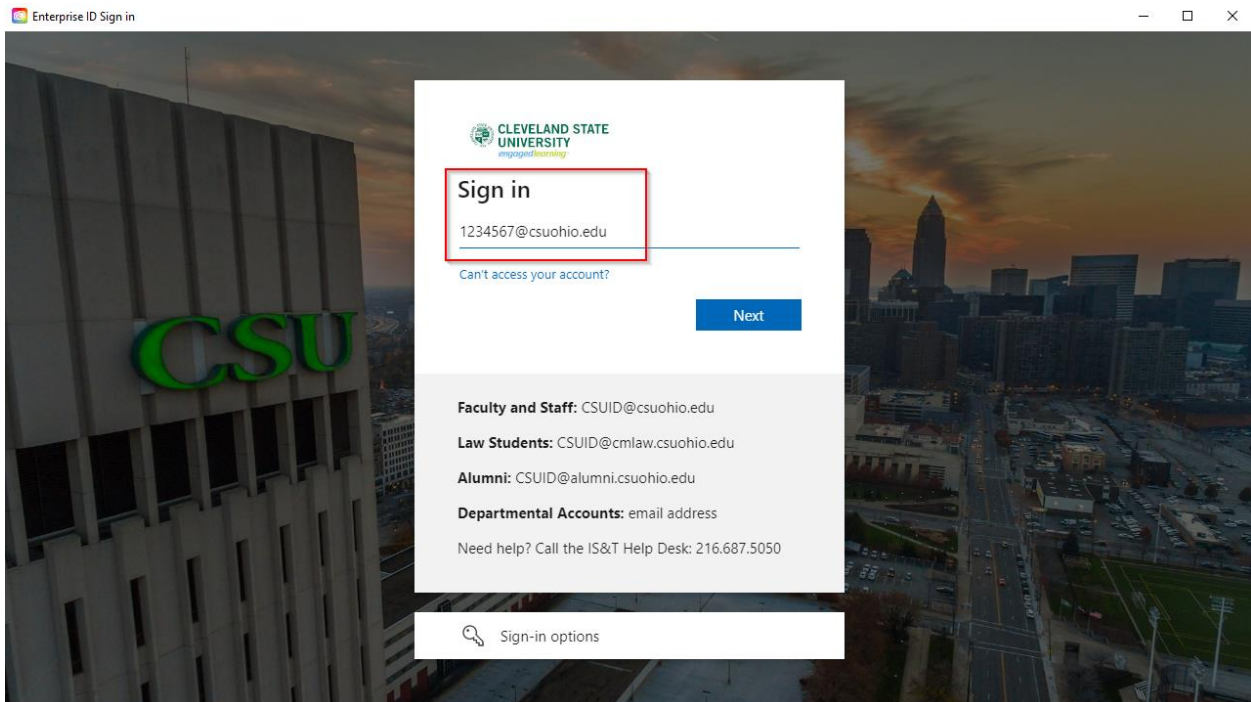 Enterprise ID Sign in
CLEVELAND STATE
UNIVERSITY
engagedlearning
Sign in
1234567@csuohio.edu
Can't access your account?
Next
CSU
Faculty and Staff: CSUID@csuohio.edu
Law Students: CSUID@cmlaw.csuohio.edu
Alumni: CSUID@alumni.csuohio.edu
Departmental Accounts: email address
Need help? Call the IS&T Help Desk: 216.687.5050
Sign-in options